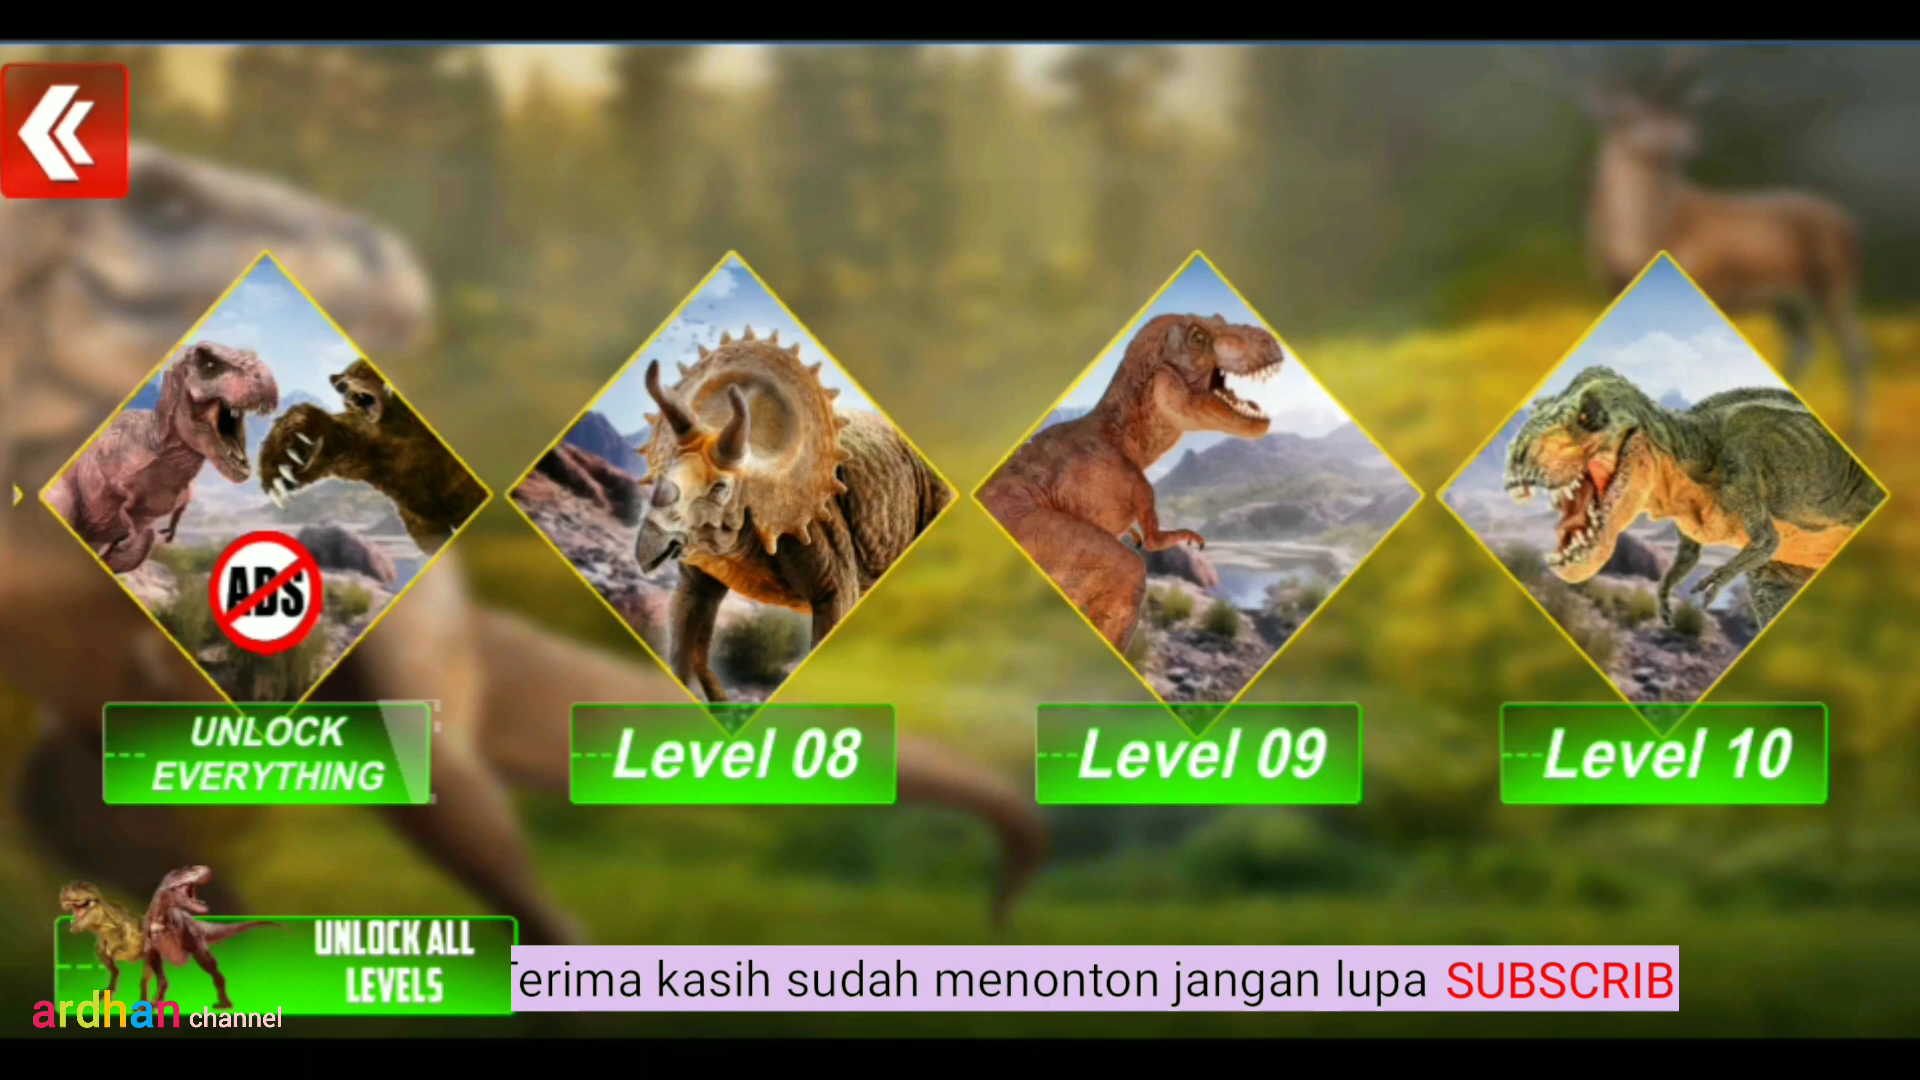 ADS
UNLOCK
EVERYTHING
Level 08
Level 09
Level 10
UNLOCK ALL
LEVELS
erima kasih sudah menonton jangan lupa SUBSCRIB
ardhan channel